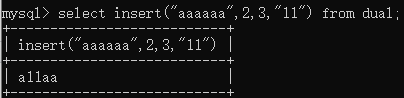 mysql> select insert("aaaaaa",2,3,"11") from dual;
+---------------------------+
| insert("aaaaaa",2,3,"11") |
+---------------------------+
| a11aa                     |
+---------------------------+